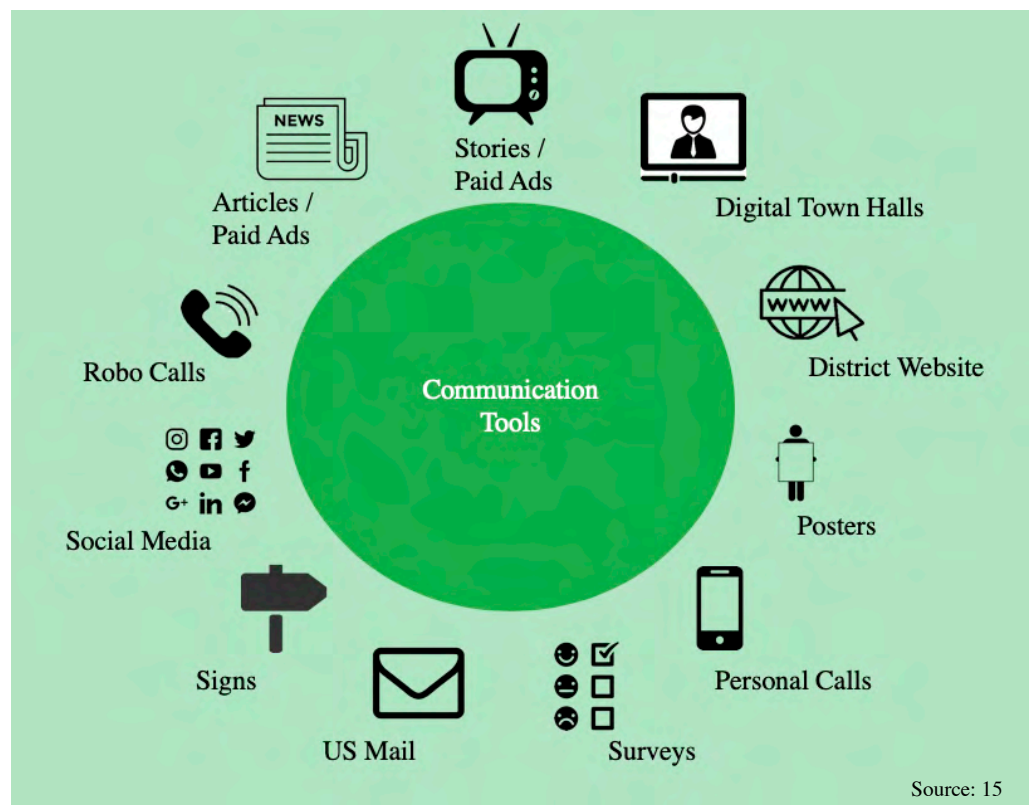 NEWS
Stories /
Paid Ads
Articles /
Paid Ads
Digital Town Halls
www
District Website
Robo Calls
Communication
Tools
G+ in
Social Media
Posters
Signs
Personal Calls
US Mail
Surveys
Source: 15